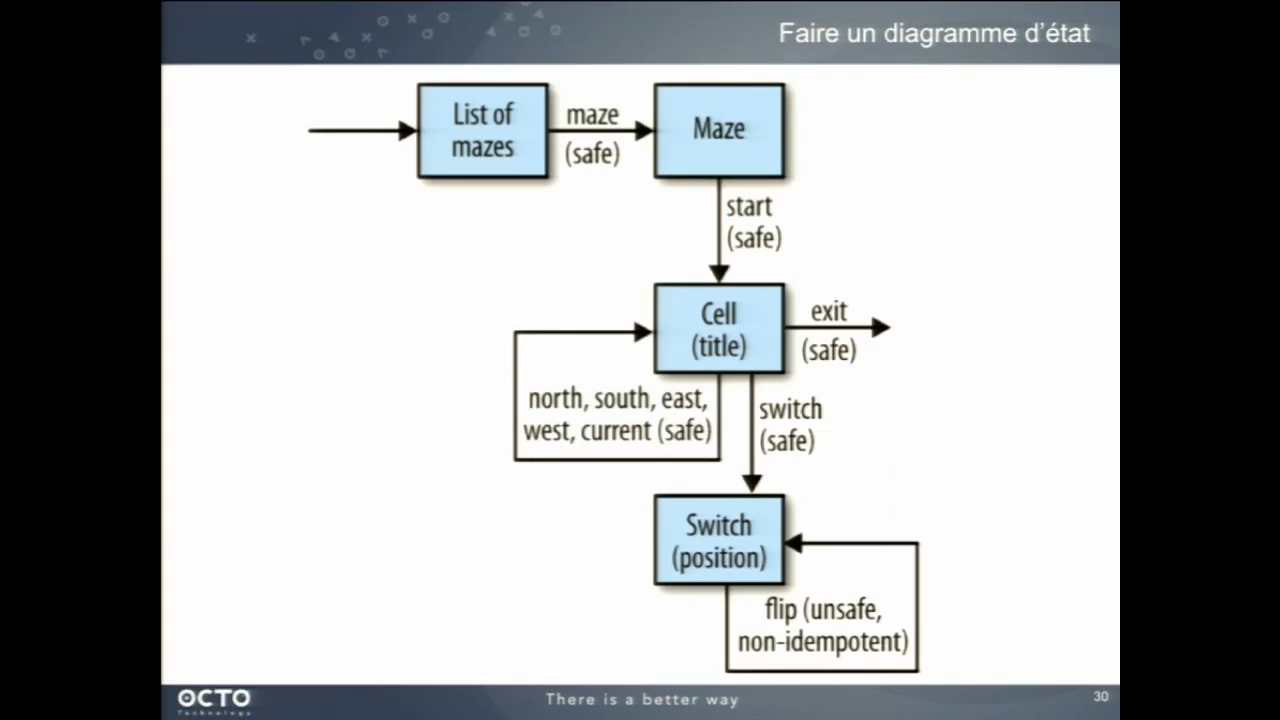 Faire un diagramme d'état
List of
mazes
maze
(safe)
Maze
start
(safe)
Cell
(title)
exit
(safe)
north, south, east,
west, current (safe)
switch
(safe)
Switch
(position)
flip (unsafe,
non-idempotent)
OCTO
Technology
There is a better way
30